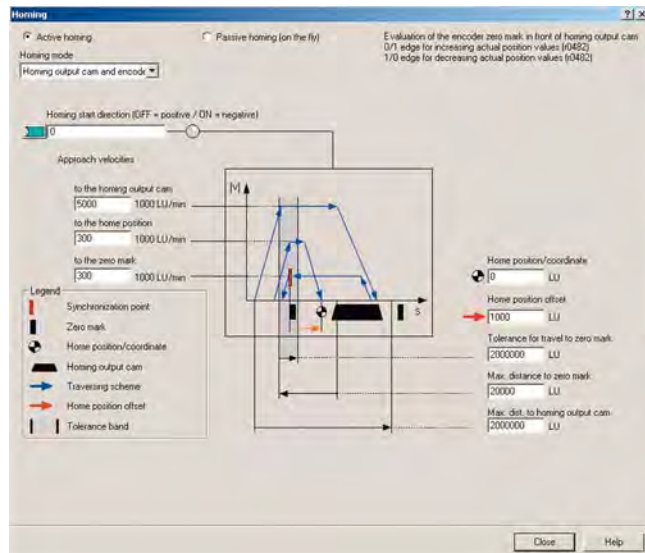 Homing
Active homing
Passive homing (on the fly)
Evaluation of the encoder zero mark in front of homing output cam
0/1 edge for increasing actual position values (r0482)
1/0 edge for decreasing actual position values (r0482)
Homing mode
Homing output cam and encode
Homing start direction (OFF = positive / ON = negative)
0
Approach velocities
to the homing output cam
5000 1000 LU/min
to the home position
300 1000 LU/min
to the zero mark
300 1000 LU/min
M
s
Legend
Synchronization point
Zero mark
Home position/coordinate
Homing output cam
Traversing scheme
Home position offset
Tolerance band
Home position/coordinate
0 LU
Home position offset
1000 LU
Tolerance for travel to zero mark
2000000 LU
Max. distance to zero mark
20000 LU
Max. dist. to homing output cam
2000000 LU
Close
Help